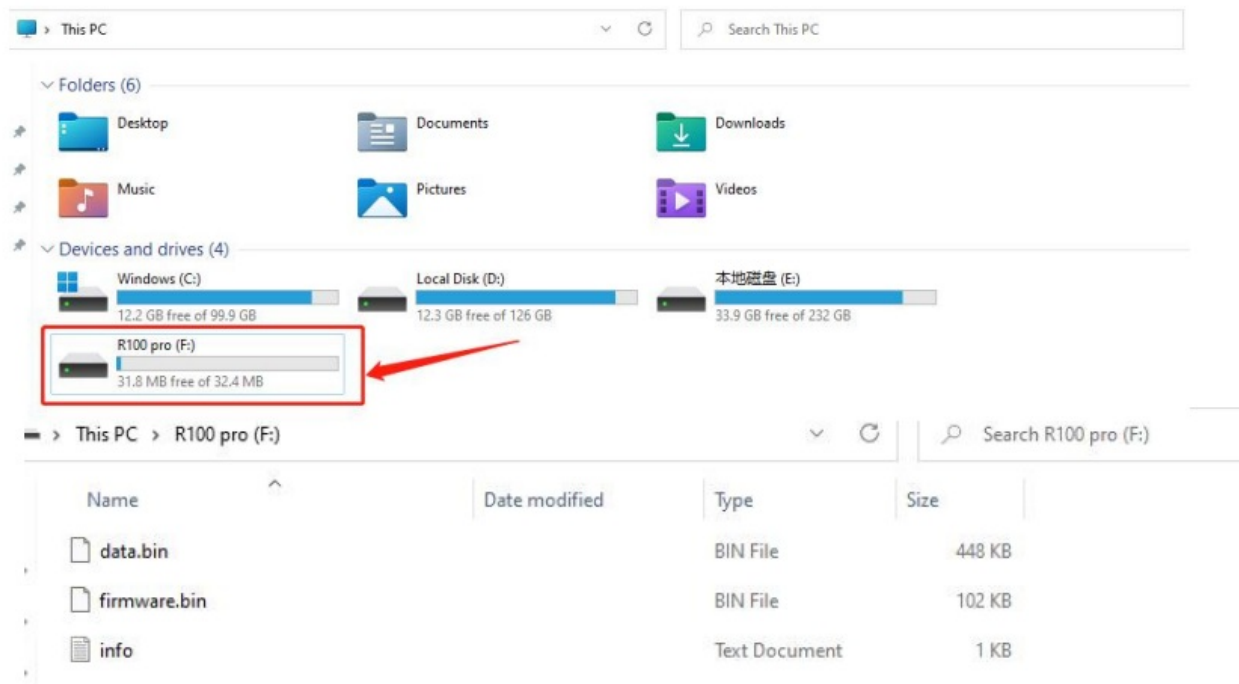 This PC
Search This PC
Folders (6)
Desktop
Documents
Downloads
Music
Pictures
Videos
Devices and drives (4)
Windows (C:)
12.2 GB free of 99.9 GB
Local Disk (D:)
12.3 GB free of 126 GB
本地磁盘 (E:)
33.9 GB free of 232 GB
R100 pro (F:)
31.8 MB free of 32.4 MB
This PC > R100 pro (F:)
Search R100 pro (F:)
Name Date modified Type Size
data.bin BIN File 448 KB
firmware.bin BIN File 102 KB
info Text Document 1 KB